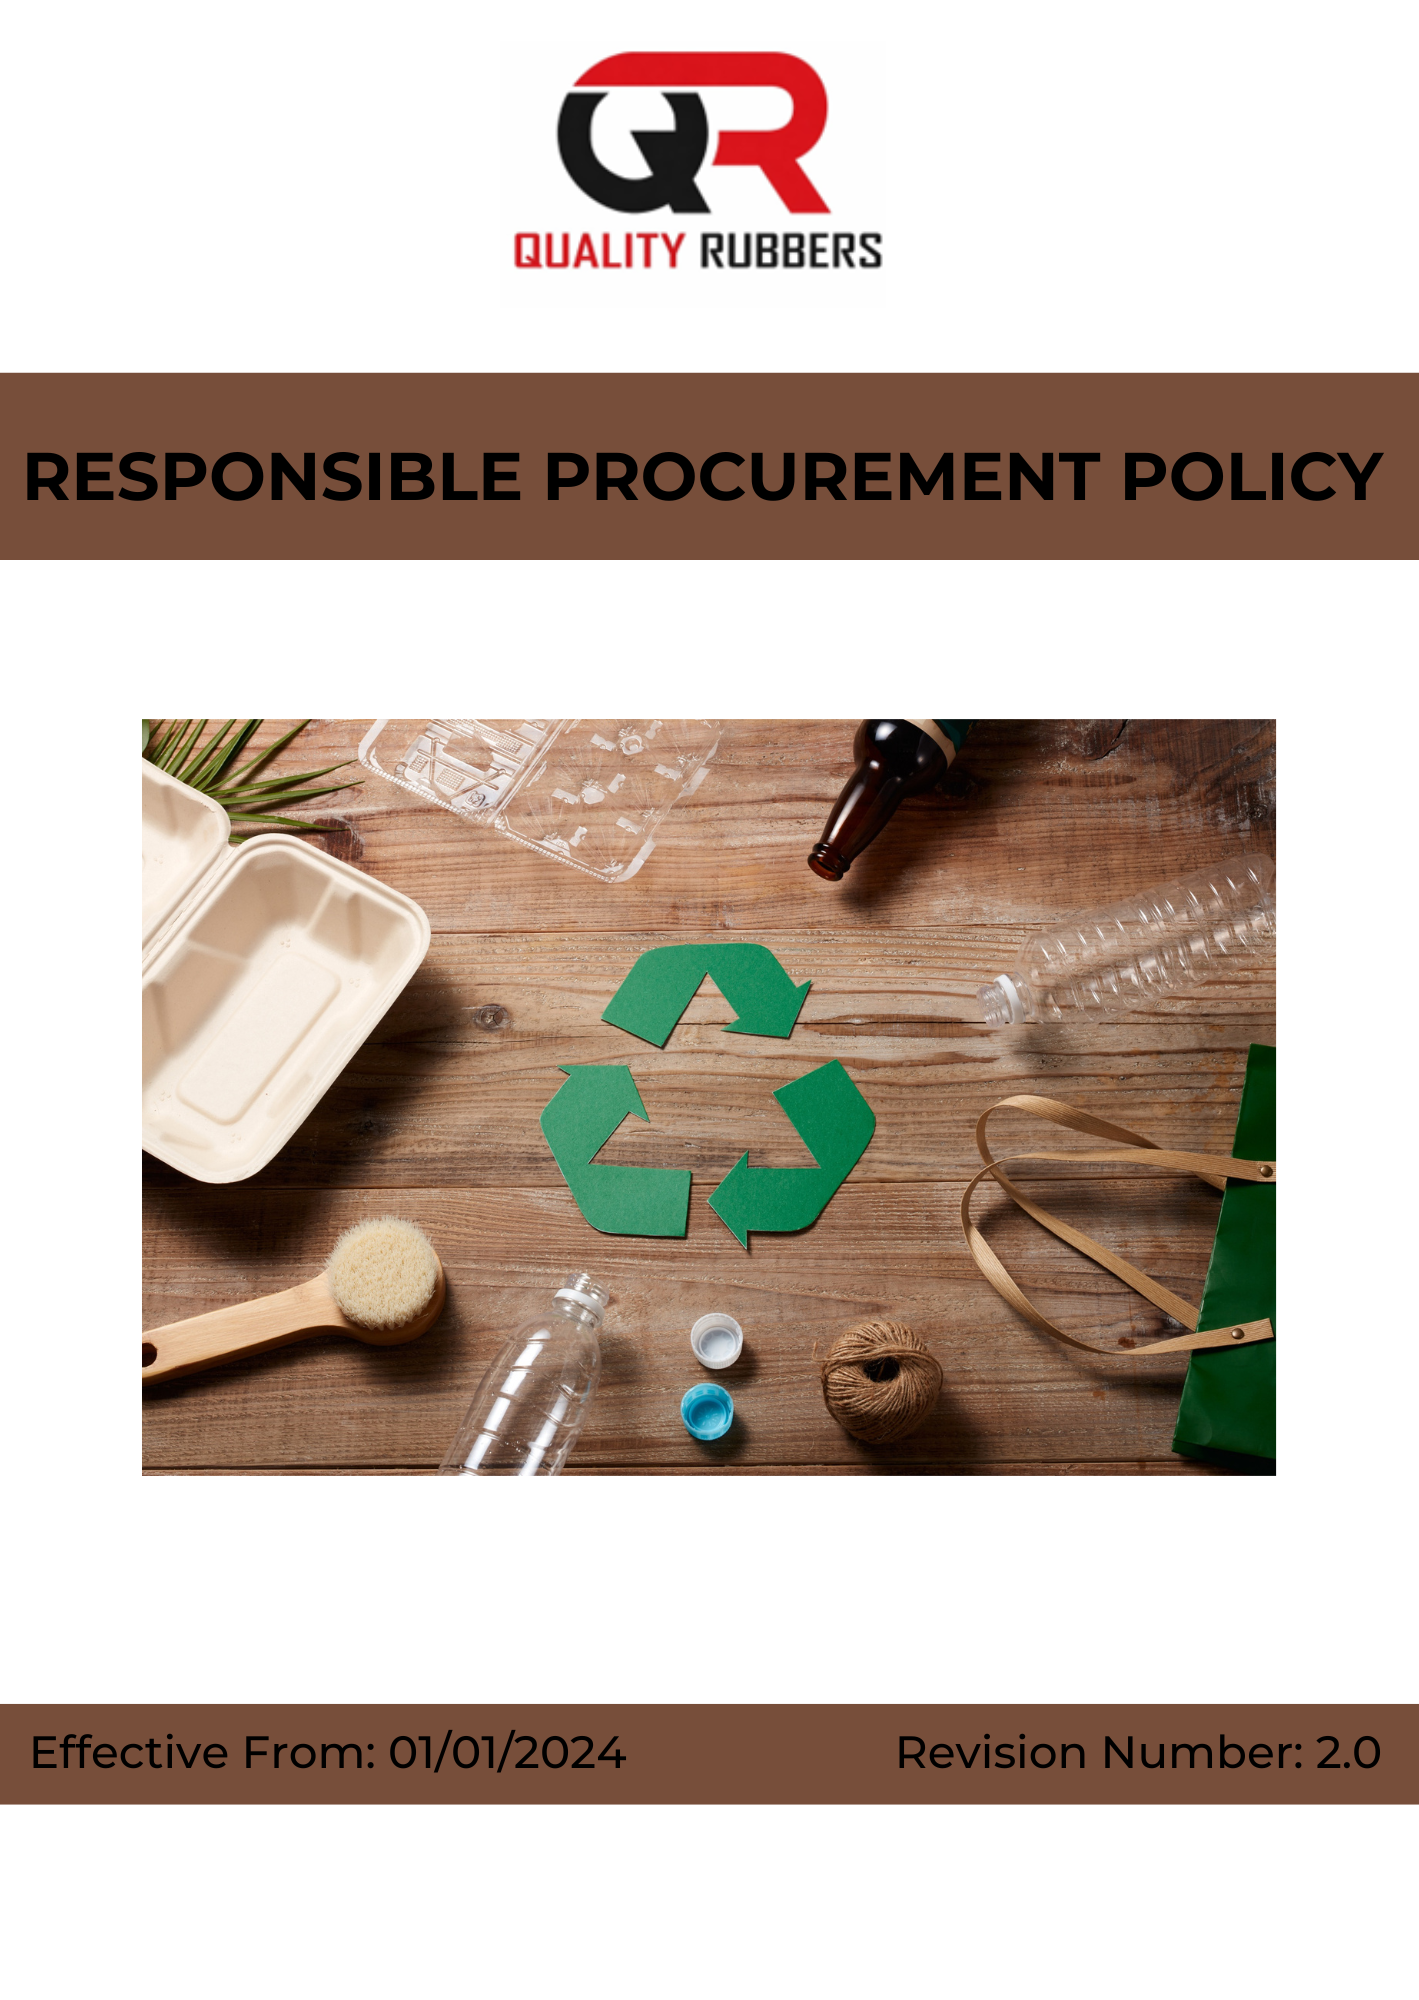 QR
QUALITY RUBBERS
RESPONSIBLE PROCUREMENT POLICY
Effective From: 01/01/2024
Revision Number: 2.0